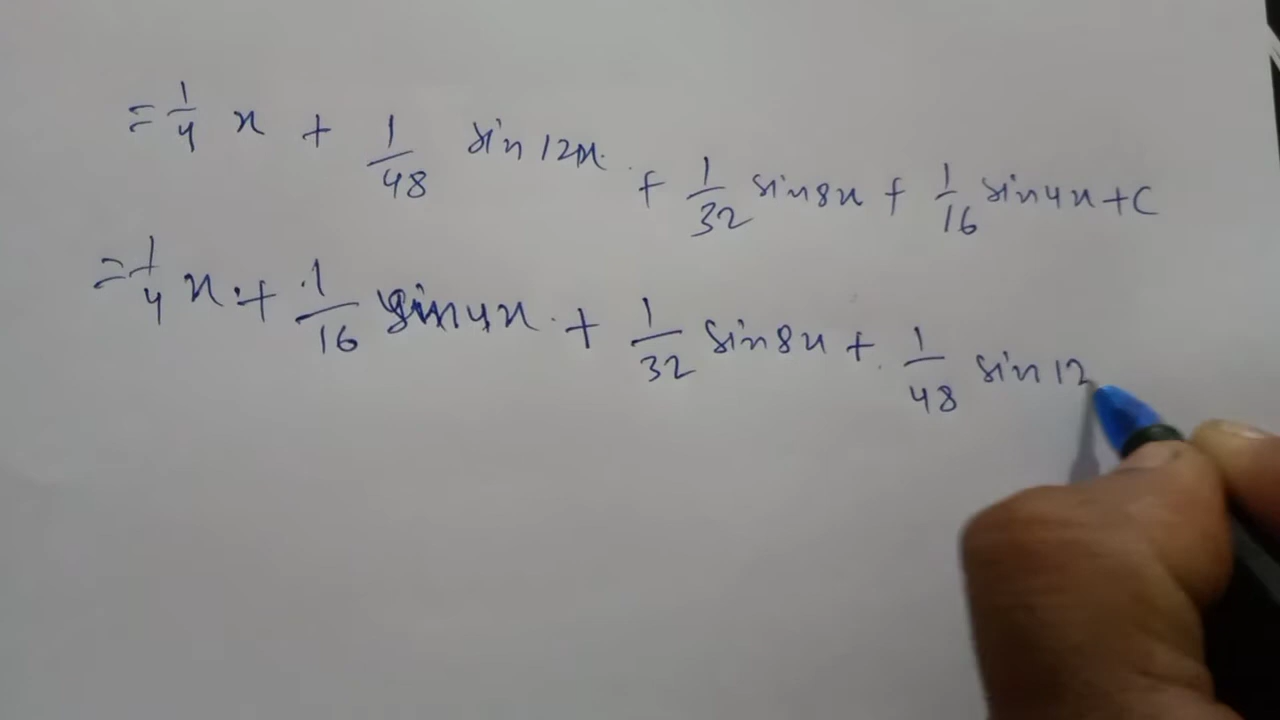 = 1/4 x + 1/48 sin 12x + 1/32 sin 8x + 1/16 sin 4x + C
= 1/4 x + 1/16 sin 4x + 1/32 sin 8x + 1/48 sin 12